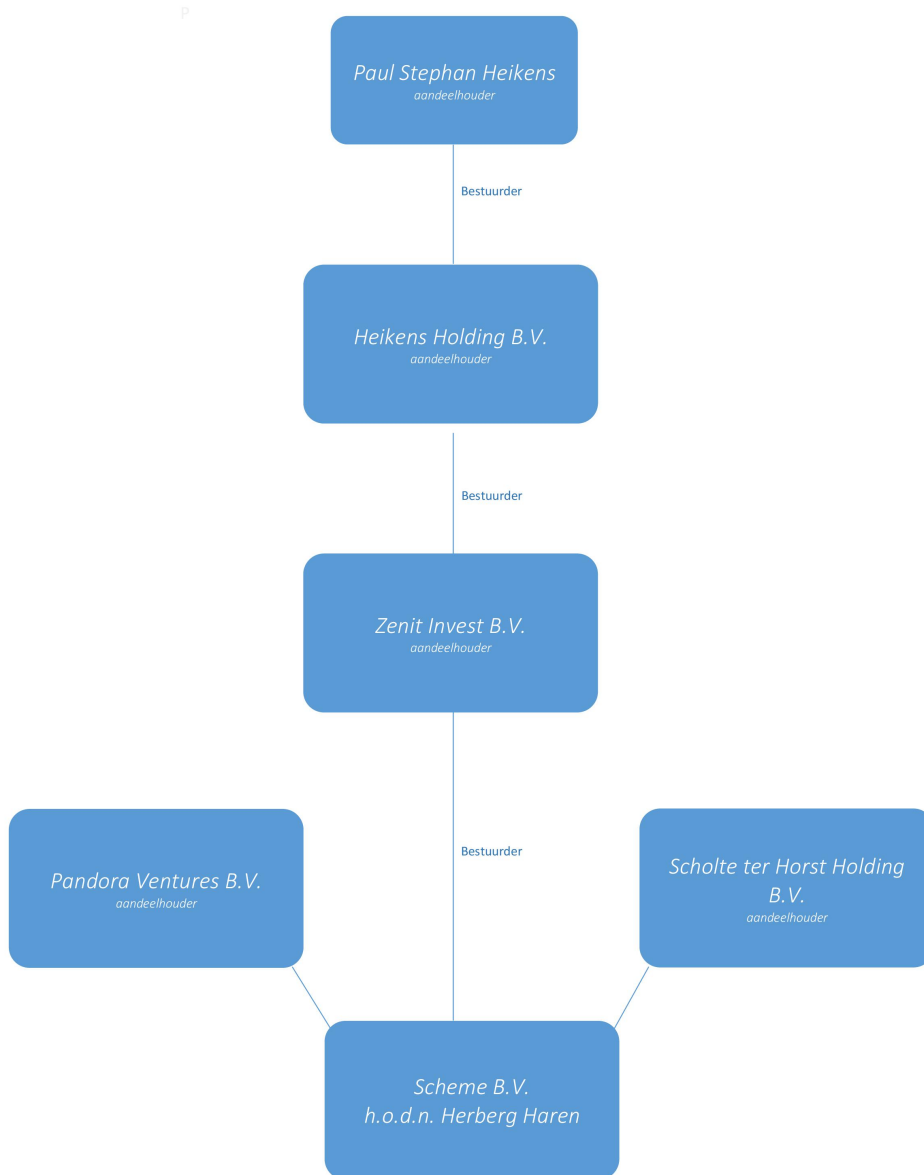 P
Paul Stephan Heikens
aandeelhouder
Bestuurder
Heikens Holding B.V.
aandeelhouder
Bestuurder
Zenit Invest B.V.
aandeelhouder
Pandora Ventures B.V.
aandeelhouder
Bestuurder
Scholte ter Horst Holding
B.V.
aandeelhouder
Scheme B.V.
h.o.d.n. Herberg Haren